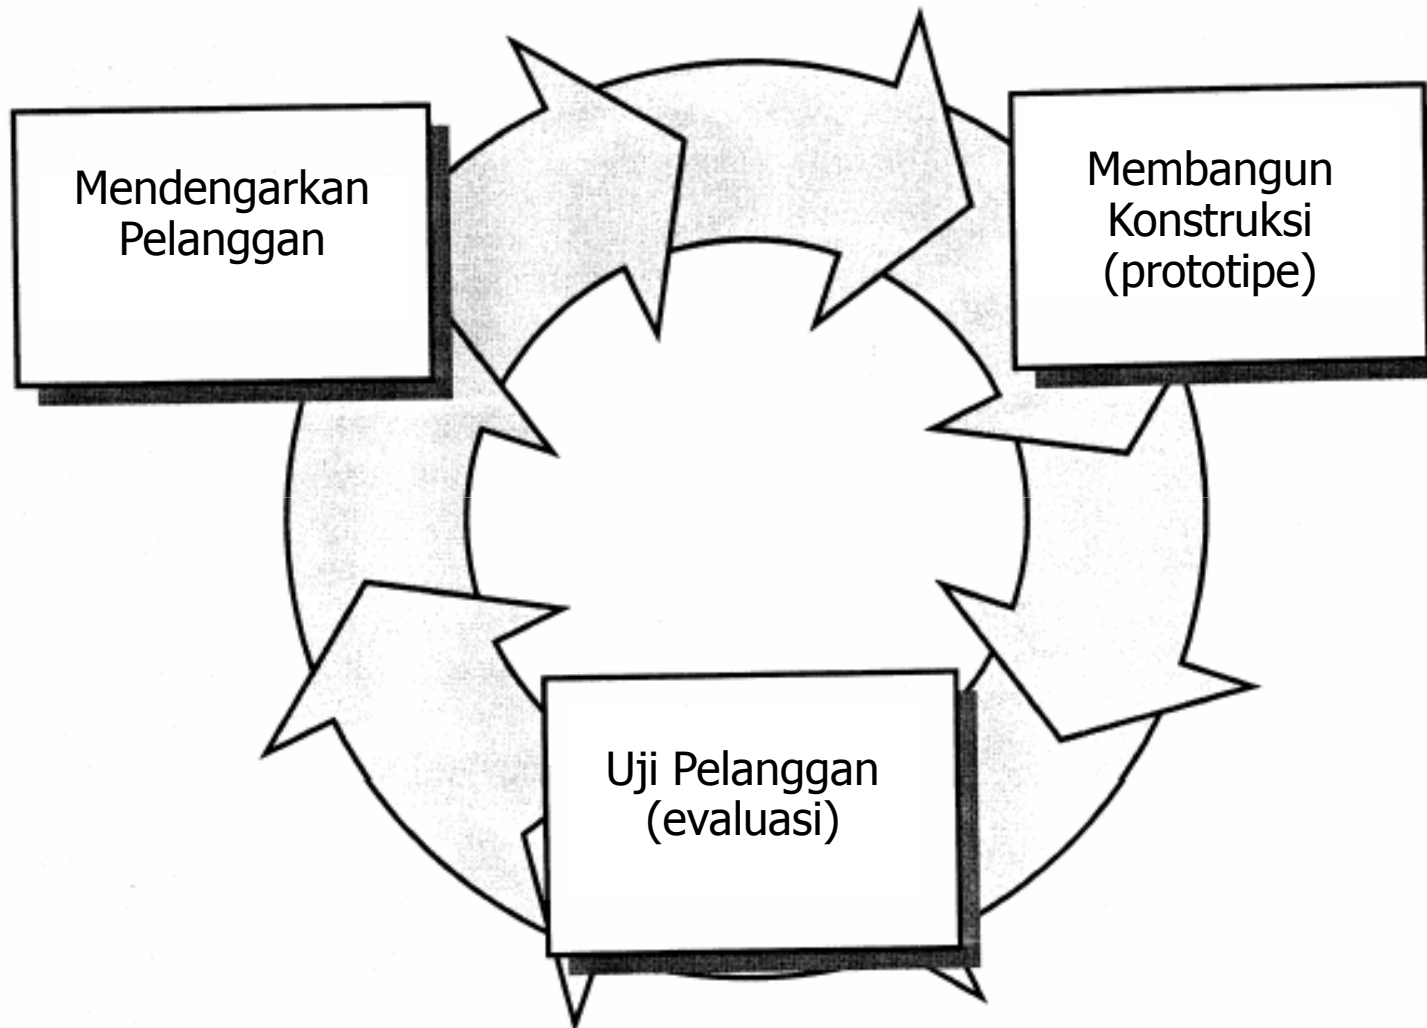 Mendengarkan
Pelanggan
Membangun
Konstruksi
(prototipe)
Uji Pelanggan
(evaluasi)